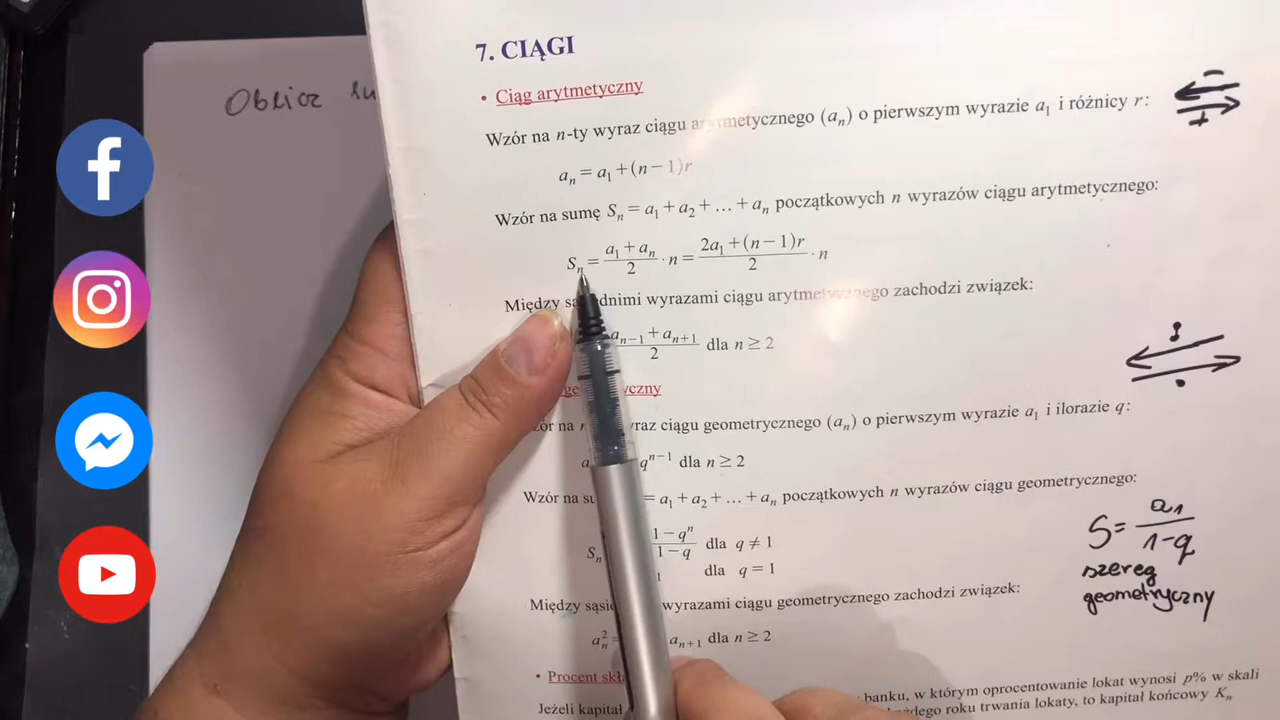 Oblicz
7. CIĄGI
• Ciąg arytmetyczny
Wzór na n-ty wyraz ciągu arytmetycznego (aₙ) o pierwszym wyrazie a₁ i różnicy r:
−
+
aₙ = a₁ + (n − 1)r
Wzór na sumę Sₙ = a₁ + a₂ + … + aₙ początkowych n wyrazów ciągu arytmetycznego:
Sₙ = (a₁ + aₙ)/2 · n = (2a₁ + (n − 1)r)/2 · n
Między sąsiednimi wyrazami ciągu arytmetycznego zachodzi związek:
(aₙ₋₁ + aₙ₊₁)/2 dla n ≥ 2
:
·
ciągu geometrycznego (aₙ) o pierwszym wyrazie a₁ i ilorazie q:
qⁿ⁻¹ dla n ≥ 2
Wzór na = a₁ + a₂ + … + aₙ początkowych n wyrazów ciągu geometrycznego:
Sₙ (1 − qⁿ)/(1 − q) dla q ≠ 1
dla q = 1
S = a₁/(1−q)
szereg
geometryczny
Między wyrazami ciągu geometrycznego zachodzi związek:
aₙ² = aₙ₊₁ dla n ≥ 2
• Procent
banku, w którym oprocentowanie lokat wynosi p% w skali
Jeżeli kapitał roku trwania lokaty, to kapitał końcowy Kₙ